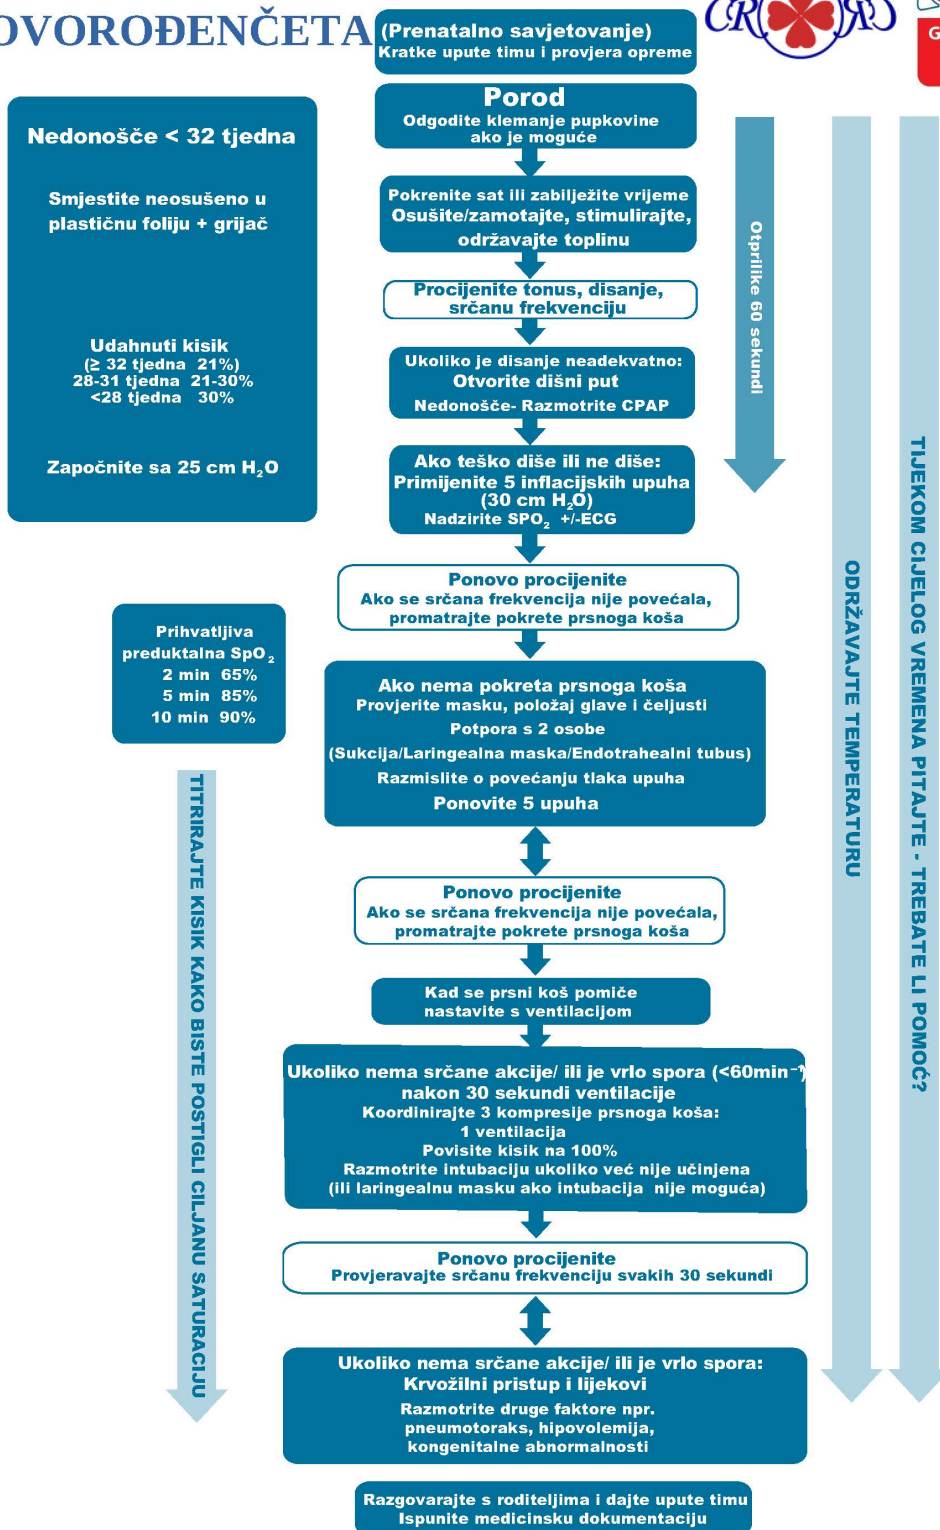 OVOROĐENČETA
(Prenatalno savjetovanje)
Kratke upute timu i provjera opreme
CRO
G
Porod
Odgodite klemanje pupkovine
ako je moguće
Nedonošče < 32 tjedna
Smjestite neosušeno u
plastičnu foliju + grijač
Udahnuti kisik
(≥ 32 tjedna 21%)
28-31 tjedna 21-30%
<28 tjedna 30%
Započnite sa 25 cm H₂O
Pokrenite sat ili zabilježite vrijeme
Osušite/zamotajte, stimulirajte,
održavajte toplinu
Procijenite tonus, disanje,
srčanu frekvenciju
Ukoliko je disanje neadekvatno:
Otvorite dišni put
Nedonošče- Razmotrite CPAP
Ako teško diše ili ne diše:
Primijenite 5 inflacijskih upuha
(30 cm H₂O)
Nadzirite SPO₂ +/-ECG
Otprilike 60 sekundi
Ponovo procijenite
Ako se srčana frekvencija nije povećala,
promatrajte pokrete prsnoga koša
Prihvatljiva
preduktalna SpO₂
2 min 65%
5 min 85%
10 min 90%
Ako nema pokreta prsnoga koša
Provjerite masku, položaj glave i čeljusti
Potpora s 2 osobe
(Sukcija/Laringealna maska/Endotrahealni tubus)
Razmislite o povećanju tlaka upuha
Ponovite 5 upuha
Ponovo procijenite
Ako se srčana frekvencija nije povećala,
promatrajte pokrete prsnoga koša
Kad se prsni koš pomiče
nastavite s ventilacijom
Ukoliko nema srčane akcije/ ili je vrlo spora (<60min⁻¹)
nakon 30 sekundi ventilacije
Koordinirajte 3 kompresije prsnoga koša:
1 ventilacija
Povisite kisik na 100%
Razmotrite intubaciju ukoliko već nije učinjena
(ili laringealnu masku ako intubacija nije moguća)
Ponovo procijenite
Provjeravajte srčanu frekvenciju svakih 30 sekundi
Ukoliko nema srčane akcije/ ili je vrlo spora:
Krvožilni pristup i lijekovi
Razmotrite druge faktore npr.
pneumotoraks, hipovolemija,
kongenitalne abnormalnosti
Razgovarajte s roditeljima i dajte upute timu
Ispunite medicinsku dokumentaciju
TITRIRAJTE KISIK KAKO BISTE POSTIGLI CILJANU SATURACIJU
ODRŽAVAJTE TEMPERATURU
TIJEKOM CIJELOG VREMENA PITAJTE - TREBATE LI POMOĆ?